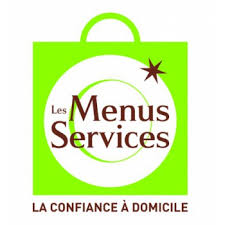 Les
Menus
Services
LA CONFIANCE À DOMICILE